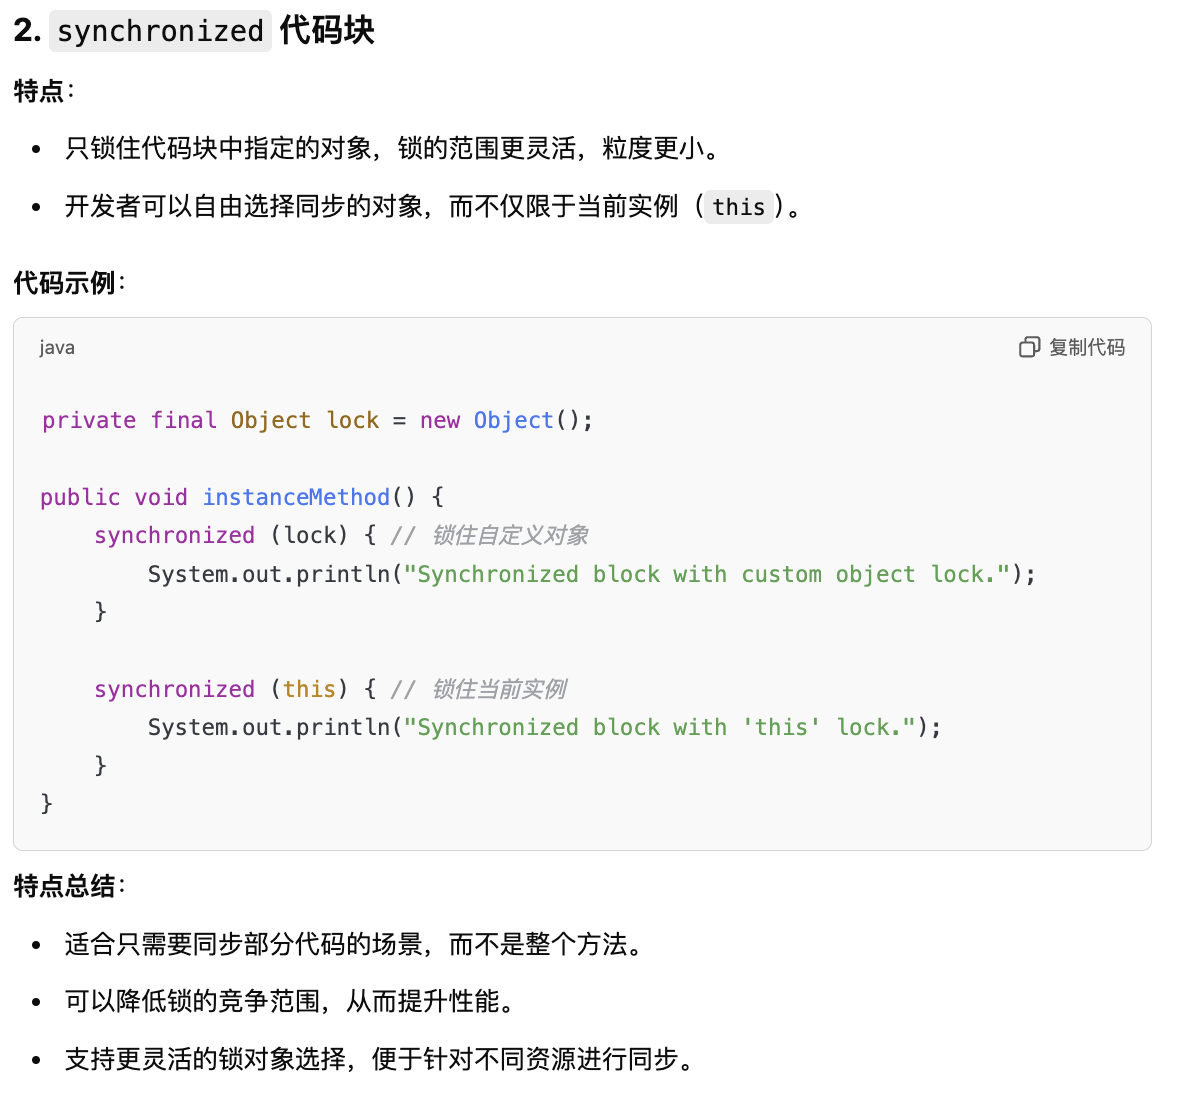 2. synchronized 代码块
特点：
• 只锁住代码块中指定的对象，锁的范围更灵活，粒度更小。
• 开发者可以自由选择同步的对象，而不仅限于当前实例（this）。
代码示例：
java 复制代码
private final Object lock = new Object();
public void instanceMethod() {
    synchronized (lock) { // 锁住自定义对象
        System.out.println("Synchronized block with custom object lock.");
    }
    synchronized (this) { // 锁住当前实例
        System.out.println("Synchronized block with 'this' lock.");
    }
}
特点总结：
• 适合只需要同步部分代码的场景，而不是整个方法。
• 可以降低锁的竞争范围，从而提升性能。
• 支持更灵活的锁对象选择，便于针对不同资源进行同步。